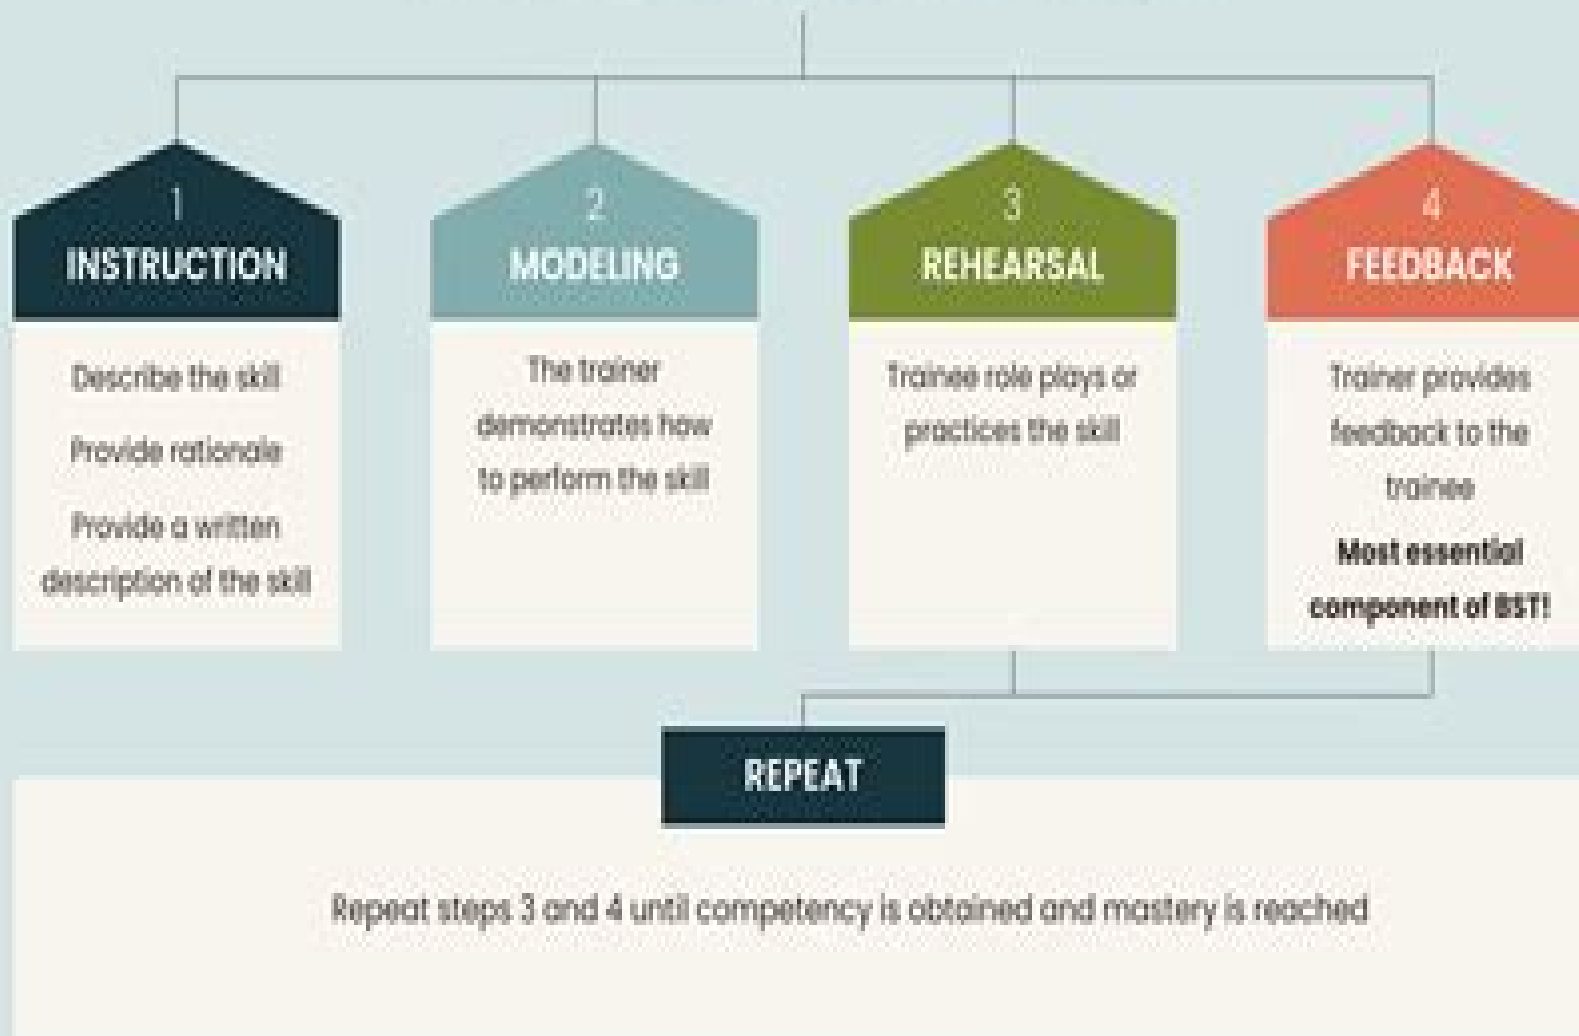 1
INSTRUCTION
Describe the skill
Provide rationale
Provide a written
description of the skill
2
MODELING
The trainer
demonstrates how
to perform the skill
3
REHEARSAL
Trainee role plays or
practices the skill
4
FEEDBACK
Trainer provides
feedback to the
trainee
Most essential
component of BST!
REPEAT
Repeat steps 3 and 4 until competency is obtained and mastery is reached